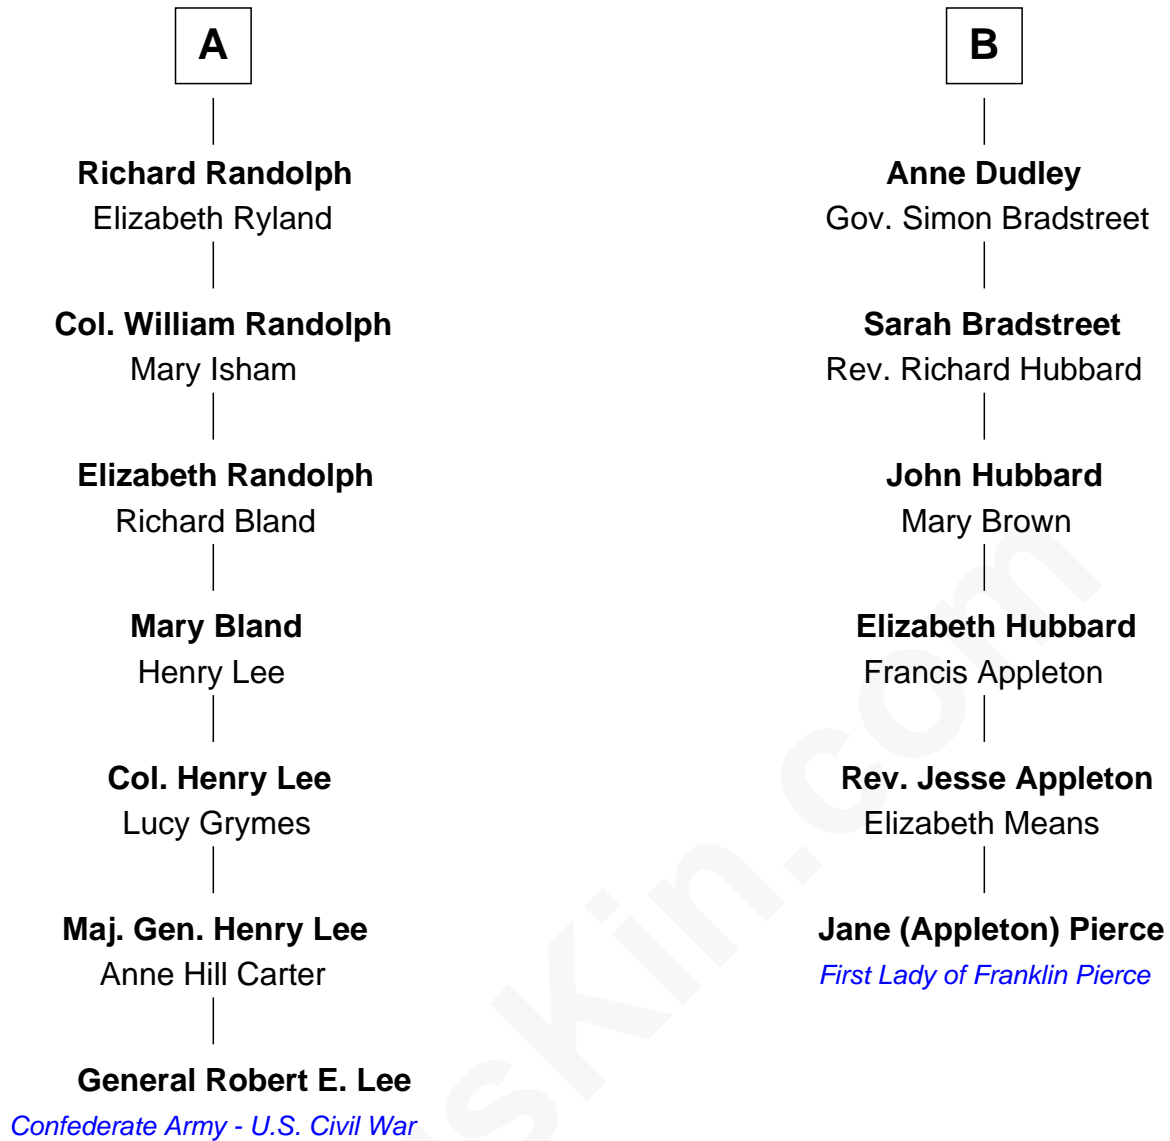 A
Richard Randolph
Elizabeth Ryland
Col. William Randolph
Mary Isham
Elizabeth Randolph
Richard Bland
Mary Bland
Henry Lee
Col. Henry Lee
Lucy Grymes
Maj. Gen. Henry Lee
Anne Hill Carter
General Robert E. Lee
Confederate Army - U.S. Civil War
B
Anne Dudley
Gov. Simon Bradstreet
Sarah Bradstreet
Rev. Richard Hubbard
John Hubbard
Mary Brown
Elizabeth Hubbard
Francis Appleton
Rev. Jesse Appleton
Elizabeth Means
Jane (Appleton) Pierce
First Lady of Franklin Pierce